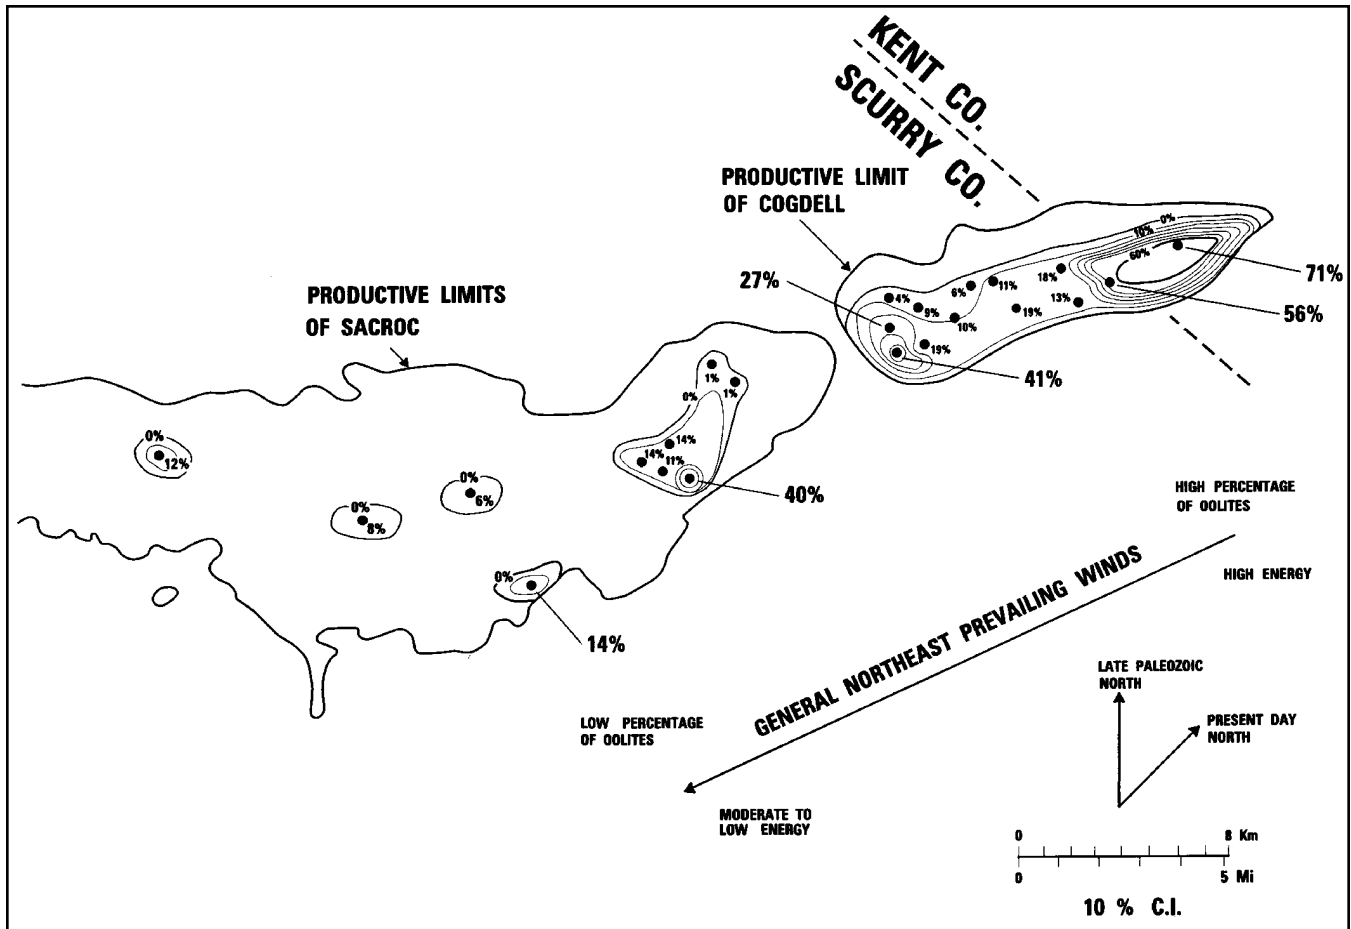 KENT CO.
SCURRY CO.
PRODUCTIVE LIMIT
OF COGDELL
0%
10%
60%
71%
56%
18%
13%
11%
6%
19%
27%
4%
9%
10%
19%
41%
PRODUCTIVE LIMITS
OF SACROC
1%
1%
0%
14%
14%
11%
40%
0%
12%
0%
6%
0%
8%
0%
14%
HIGH PERCENTAGE
OF OOLITES
HIGH ENERGY
GENERAL NORTHEAST PREVAILING WINDS
LOW PERCENTAGE
OF OOLITES
MODERATE TO
LOW ENERGY
LATE PALEOZOIC
NORTH
PRESENT DAY
NORTH
0 8 Km
0 5 Mi
10 % C.I.